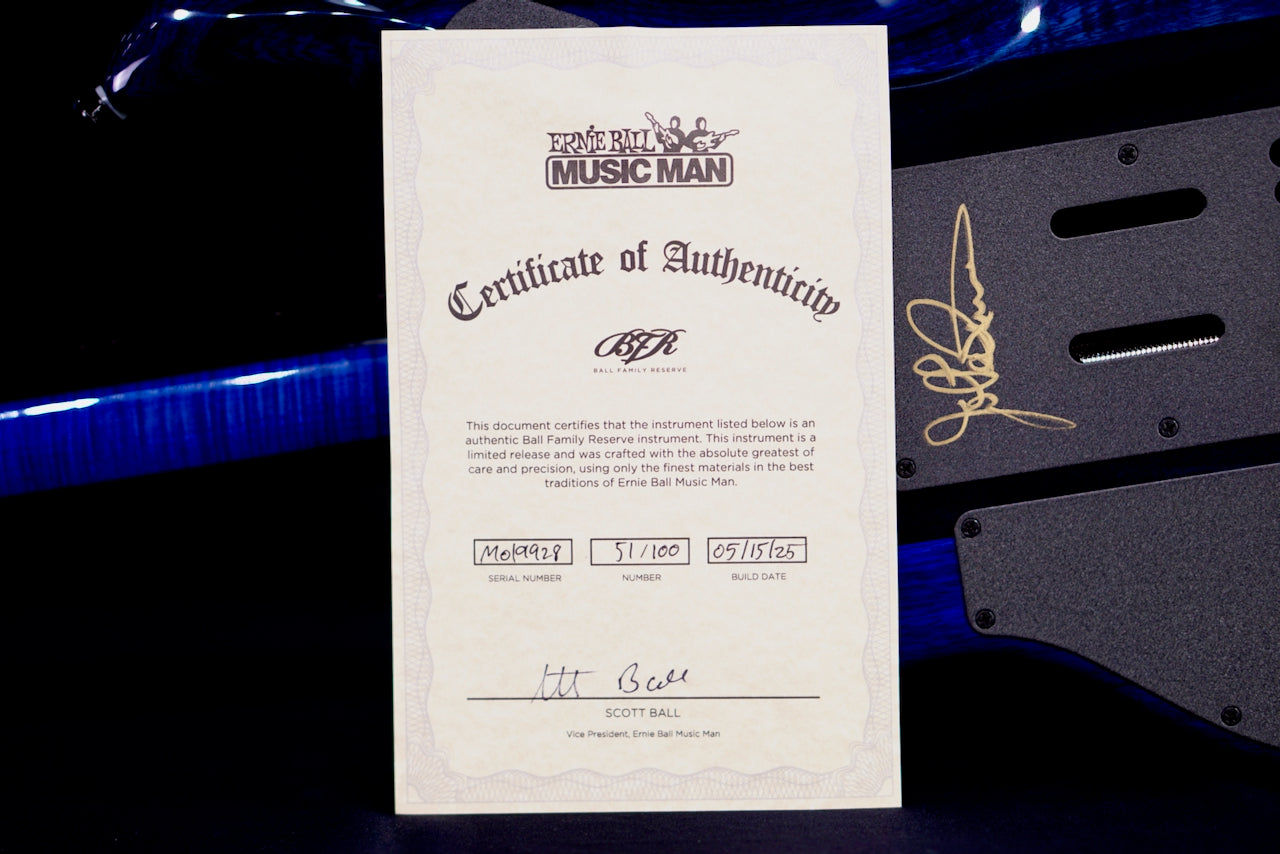 ERNIE BALL
MUSIC MAN
Certificate of Authenticity
BFR
BALL FAMILY RESERVE
This document certifies that the instrument listed below is an
authentic Ball Family Reserve instrument. This instrument is a
limited release and was crafted with the absolute greatest of
care and precision, using only the finest materials in the best
traditions of Ernie Ball Music Man.
M019928 51/100 05/15/25
SERIAL NUMBER NUMBER BUILD DATE
Ball
SCOTT BALL
Vice President, Ernie Ball Music Man